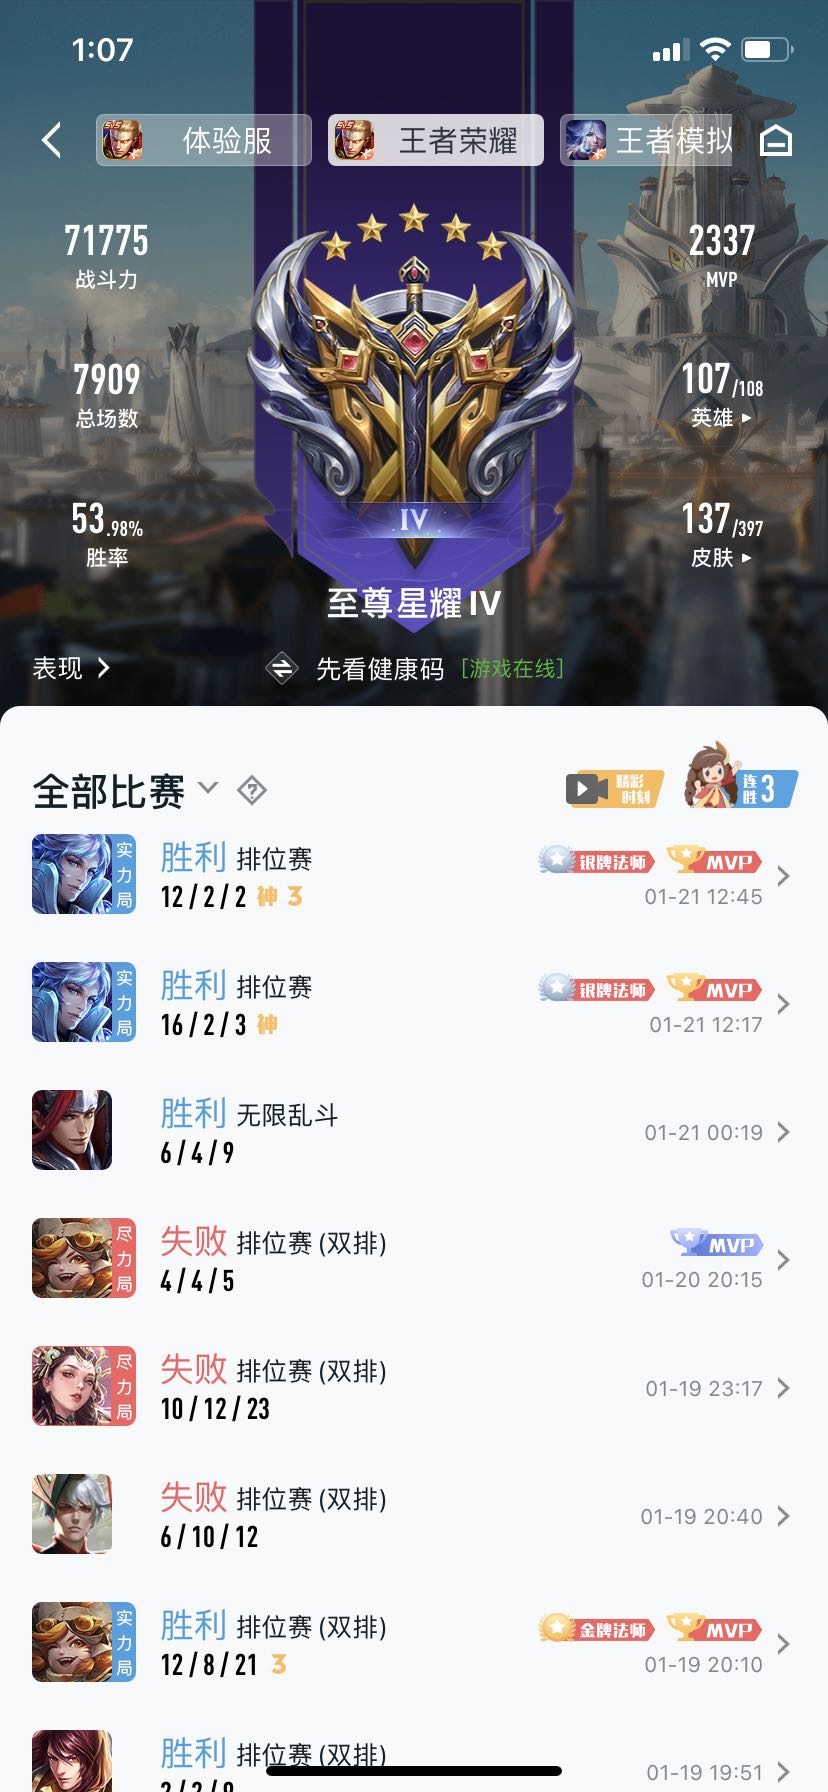 1:07
体验服
王者荣耀
王者模拟
71775
战斗力
2337
MVP
7909
总场数
107/108
英雄
53.98%
胜率
137/397
皮肤
IV
至尊星耀IV
表现
先看健康码 [游戏在线]
全部比赛
精彩时刻
连胜3
实力局
胜利 排位赛
银牌法师 MVP
12 / 2 / 2 神 3
01-21 12:45
实力局
胜利 排位赛
银牌法师 MVP
16 / 2 / 3 神
01-21 12:17
胜利 无限乱斗
6 / 4 / 9
01-21 00:19
尽力局
失败 排位赛 (双排)
MVP
4 / 4 / 5
01-20 20:15
尽力局
失败 排位赛 (双排)
10 / 12 / 23
01-19 23:17
失败 排位赛 (双排)
6 / 10 / 12
01-19 20:40
实力局
胜利 排位赛 (双排)
金牌法师 MVP
12 / 8 / 21 3
01-19 20:10
胜利 排位赛 (双排)
01-19 19:51